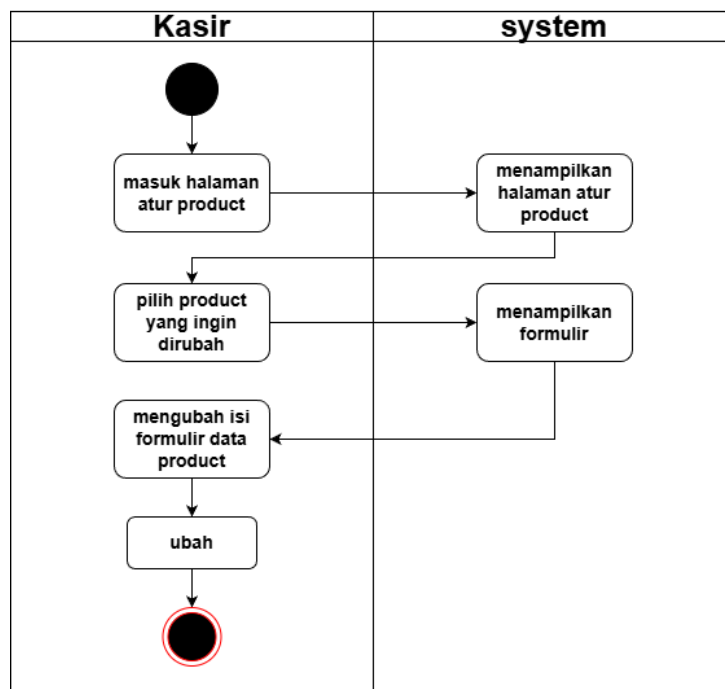 Kasir
system
masuk halaman
atur product
menampilkan
halaman atur
product
pilih product
yang ingin
dirubah
menampilkan
formulir
mengubah isi
formulir data
product
ubah